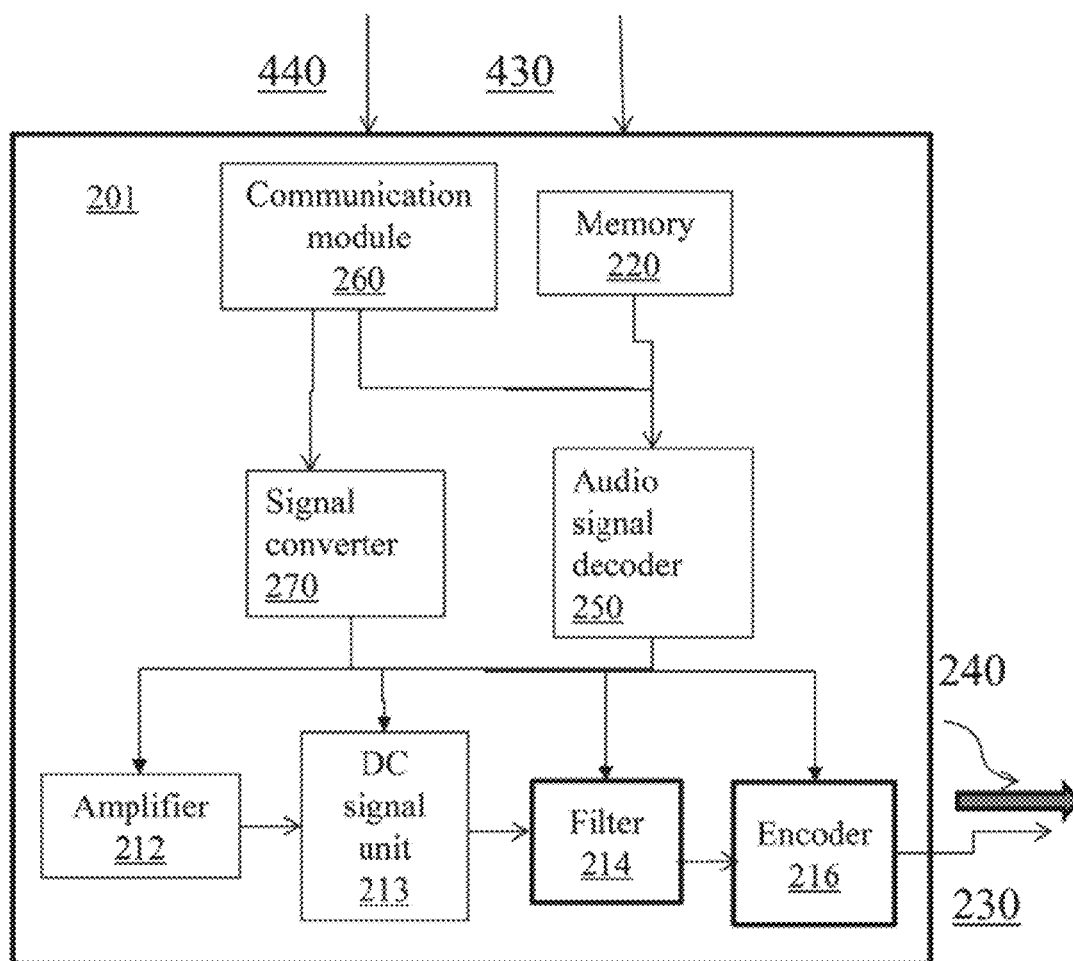 440
430
201
Communication
module
260
Memory
220
Signal
converter
270
Audio
signal
decoder
250
240
Amplifier
212
DC
signal
unit
213
Filter
214
Encoder
216
230